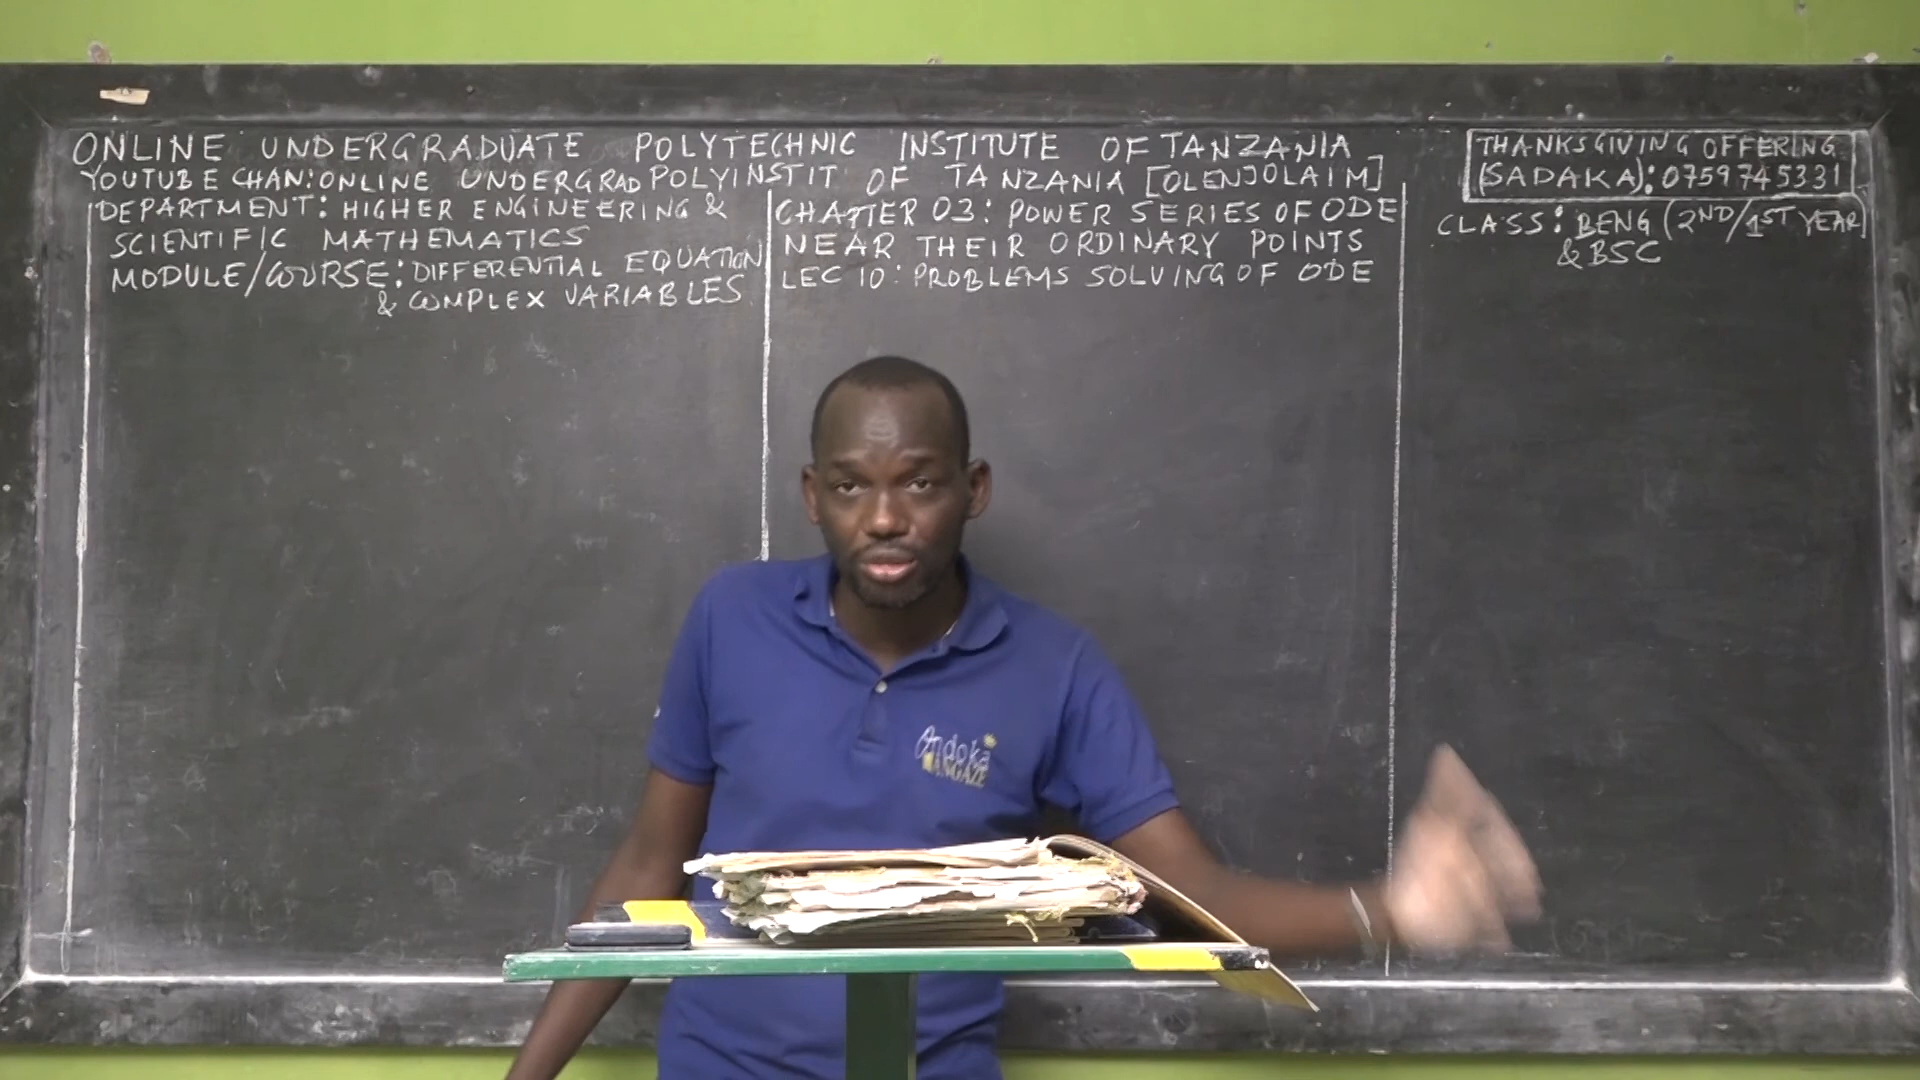 ONLINE UNDERGRADUATE POLYTECHNIC INSTITUTE OF TANZANIA
YOUTUBE CHAN: ONLINE UNDERGRAD POLYINSTIT OF TANZANIA [OLENJOLAIM]
DEPARTMENT: HIGHER ENGINEERING &
SCIENTIFIC MATHEMATICS
MODULE/COURSE: DIFFERENTIAL EQUATION
& COMPLEX VARIABLES
CHAPTER 03: POWER SERIES OF ODE
NEAR THEIR ORDINARY POINTS
LEC 10: PROBLEMS SOLVING OF ODE
THANKSGIVING OFFERING
(SADAKA): 0759745331
CLASS: BENG (2ND/1ST YEAR)
& BSC
Andoka
UANGAZE